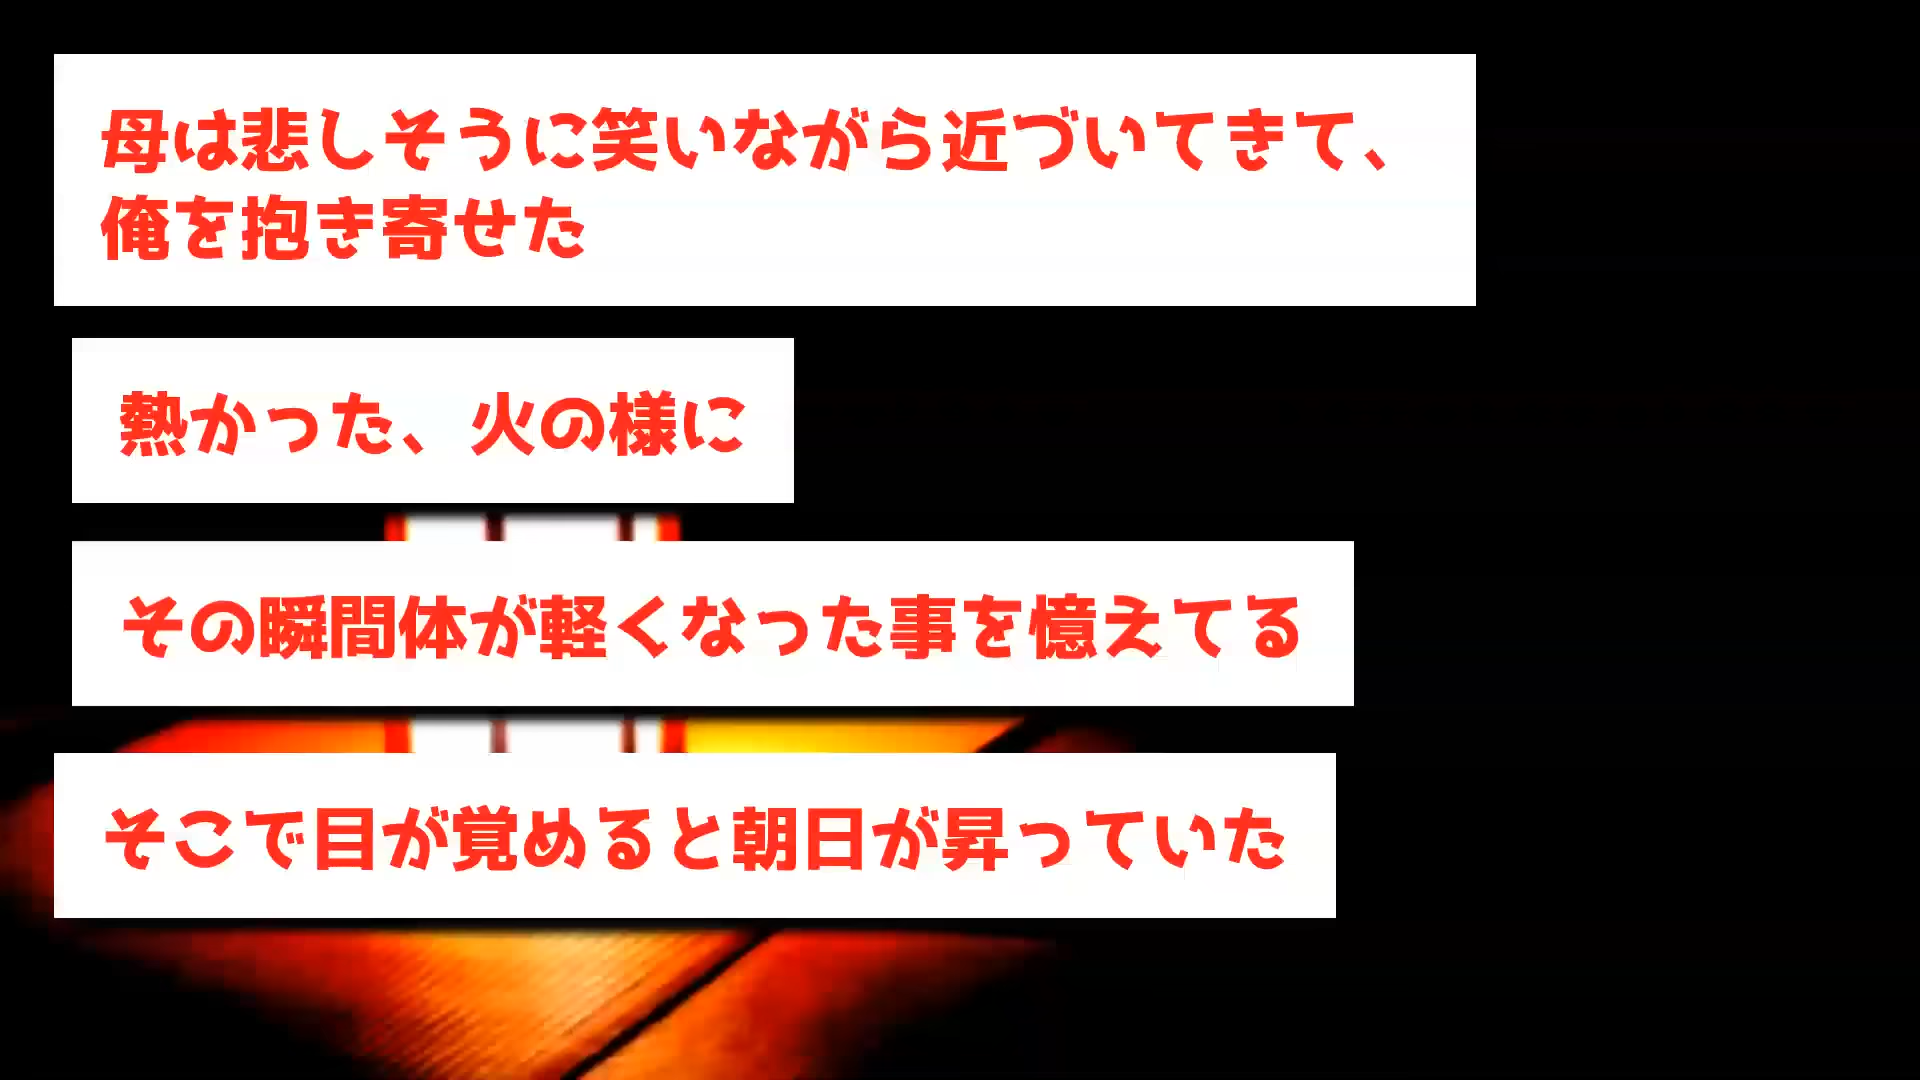 母は悲しそうに笑いながら近づいてきて、
俺を抱き寄せた
熱かった、火の様に
その瞬間体が軽くなった事を憶えてる
そこで目が覚めると朝日が昇っていた